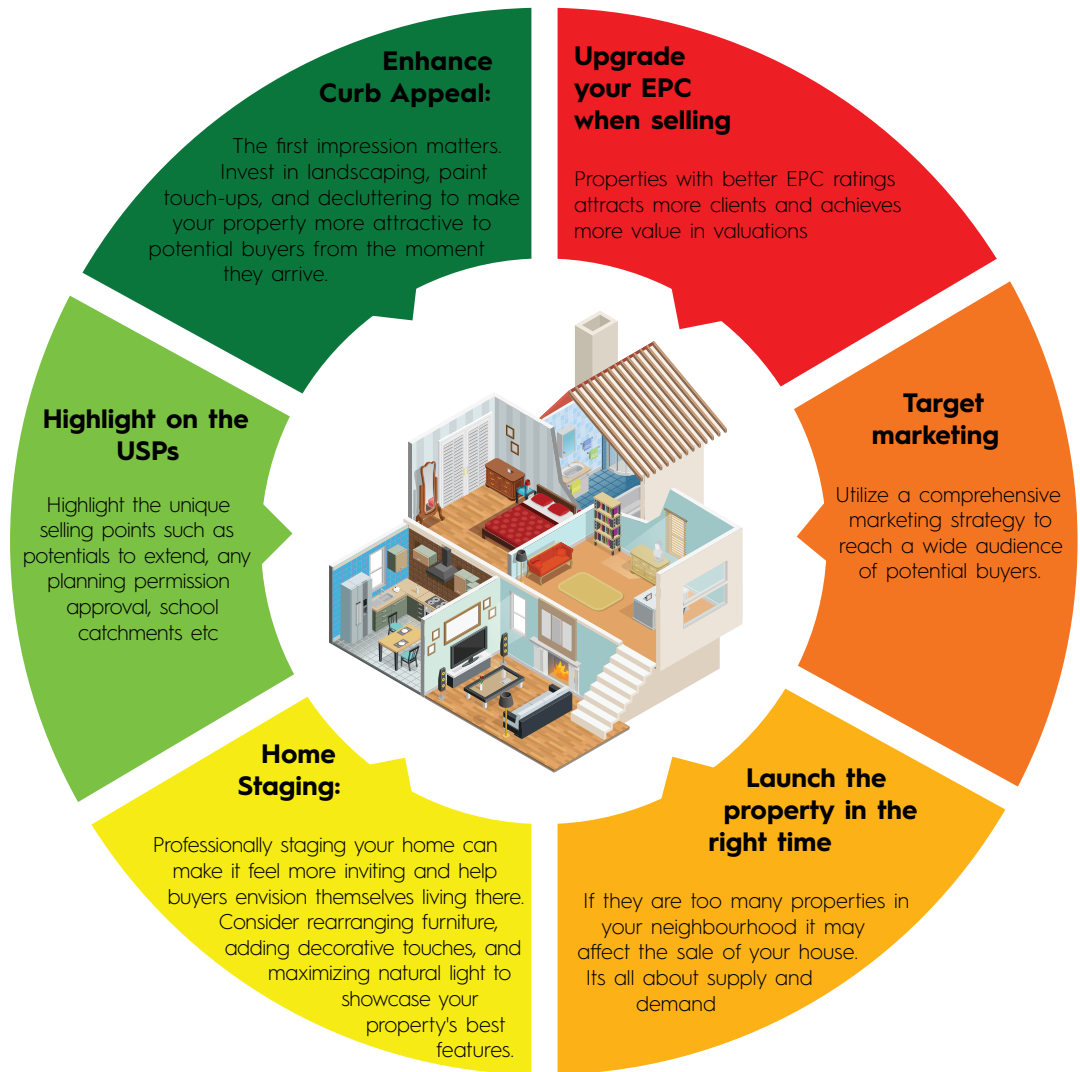 Enhance
Curb Appeal:
The first impression matters.
Invest in landscaping, paint
touch-ups, and decluttering to make
your property more attractive to
potential buyers from the moment
they arrive.
Upgrade
your EPC
when selling
Properties with better EPC ratings
attracts more clients and achieves
more value in valuations
Target
marketing
Utilize a comprehensive
marketing strategy to
reach a wide audience
of potential buyers.
Launch the
property in the
right time
If they are too many properties in
your neighbourhood it may
affect the sale of your house.
Its all about supply and
demand
Home
Staging:
Professionally staging your home can
make it feel more inviting and help
buyers envision themselves living there.
Consider rearranging furniture,
adding decorative touches, and
maximizing natural light to
showcase your
property's best
features.
Highlight on the
USPs
Highlight the unique
selling points such as
potentials to extend, any
planning permission
approval, school
catchments etc